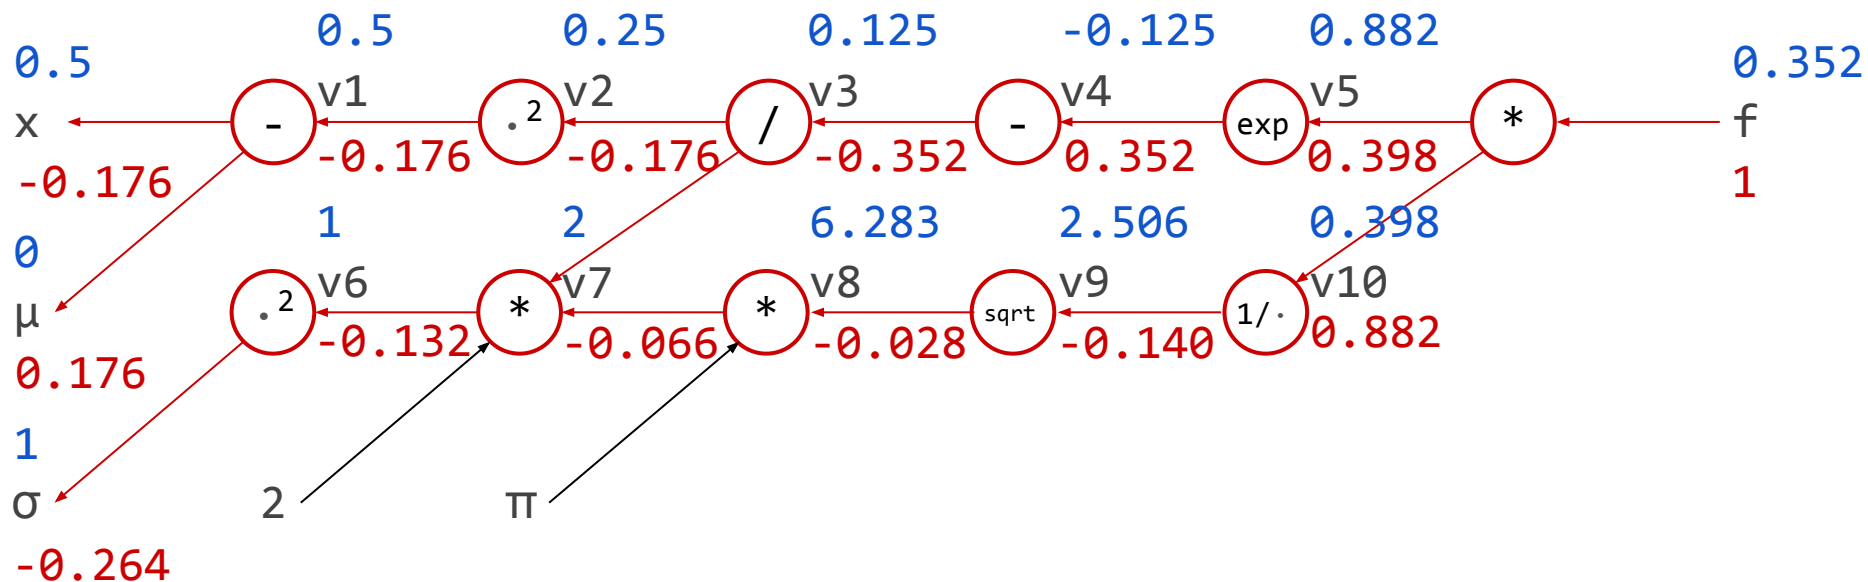 0.5 0.25 0.125 -0.125 0.882
0.5 0.352
v1 v2 v3 v4 v5
x - .² / - exp * f
-0.176 -0.176 -0.352 0.352 0.398
-0.176 1
1 2 6.283 2.506 0.398
0
v6 v7 v8 v9 v10
μ .² * * sqrt 1/·
-0.132 -0.066 -0.028 -0.140 0.882
0.176
1
σ 2 π
-0.264